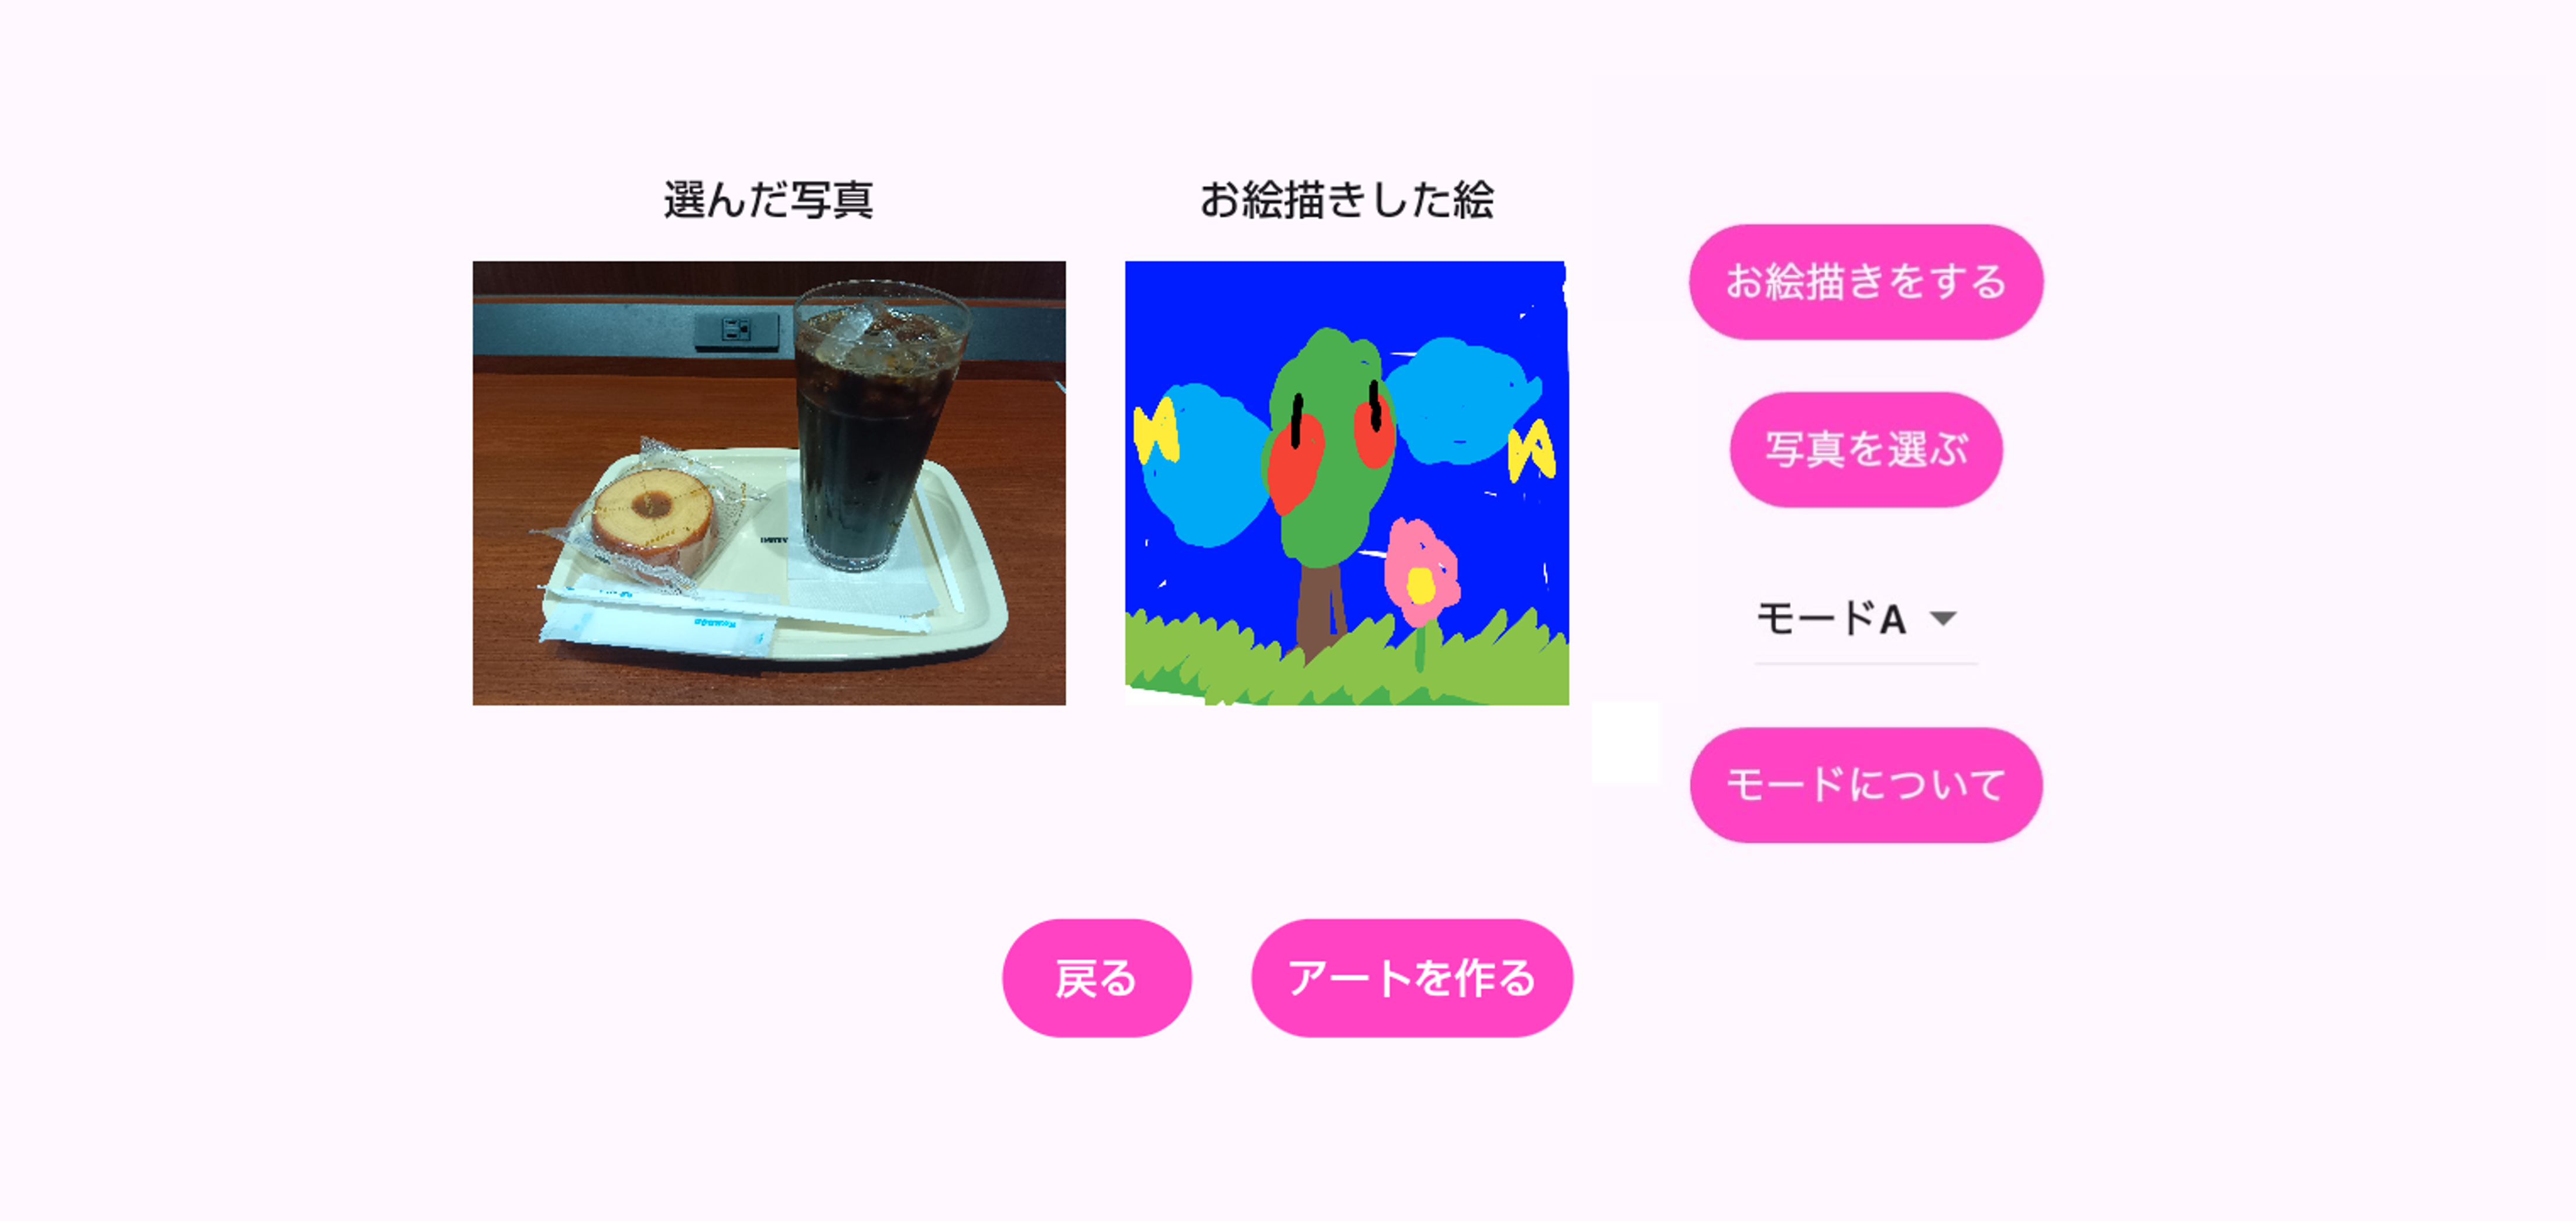 選んだ写真
お絵描きした絵
お絵描きをする
写真を選ぶ
モードA
モードについて
戻る
アートを作る